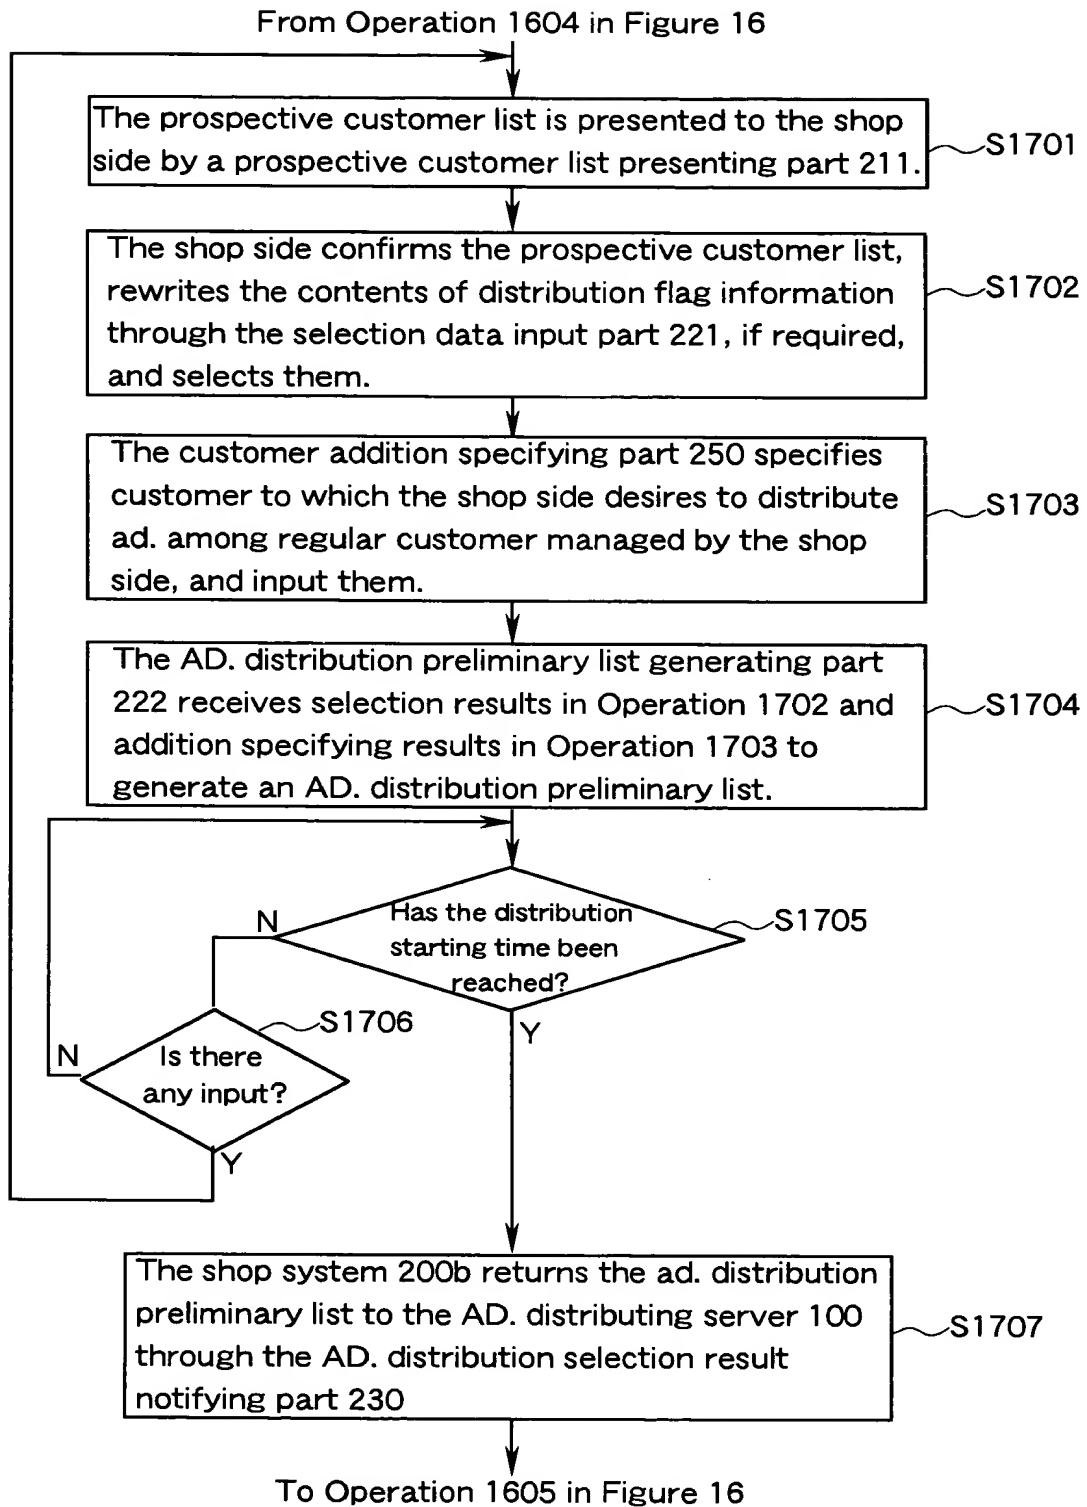 From Operation 1604 in Figure 16
The prospective customer list is presented to the shop
side by a prospective customer list presenting part 211.
S1701
The shop side confirms the prospective customer list,
rewrites the contents of distribution flag information
through the selection data input part 221, if required,
and selects them.
S1702
The customer addition specifying part 250 specifies
customer to which the shop side desires to distribute
ad. among regular customer managed by the shop
side, and input them.
S1703
The AD. distribution preliminary list generating part
222 receives selection results in Operation 1702 and
addition specifying results in Operation 1703 to
generate an AD. distribution preliminary list.
S1704
Has the distribution
starting time been
reached?
S1705
N
Y
Is there
any input?
S1706
N
Y
The shop system 200b returns the ad. distribution
preliminary list to the AD. distributing server 100
through the AD. distribution selection result
notifying part 230
S1707
To Operation 1605 in Figure 16